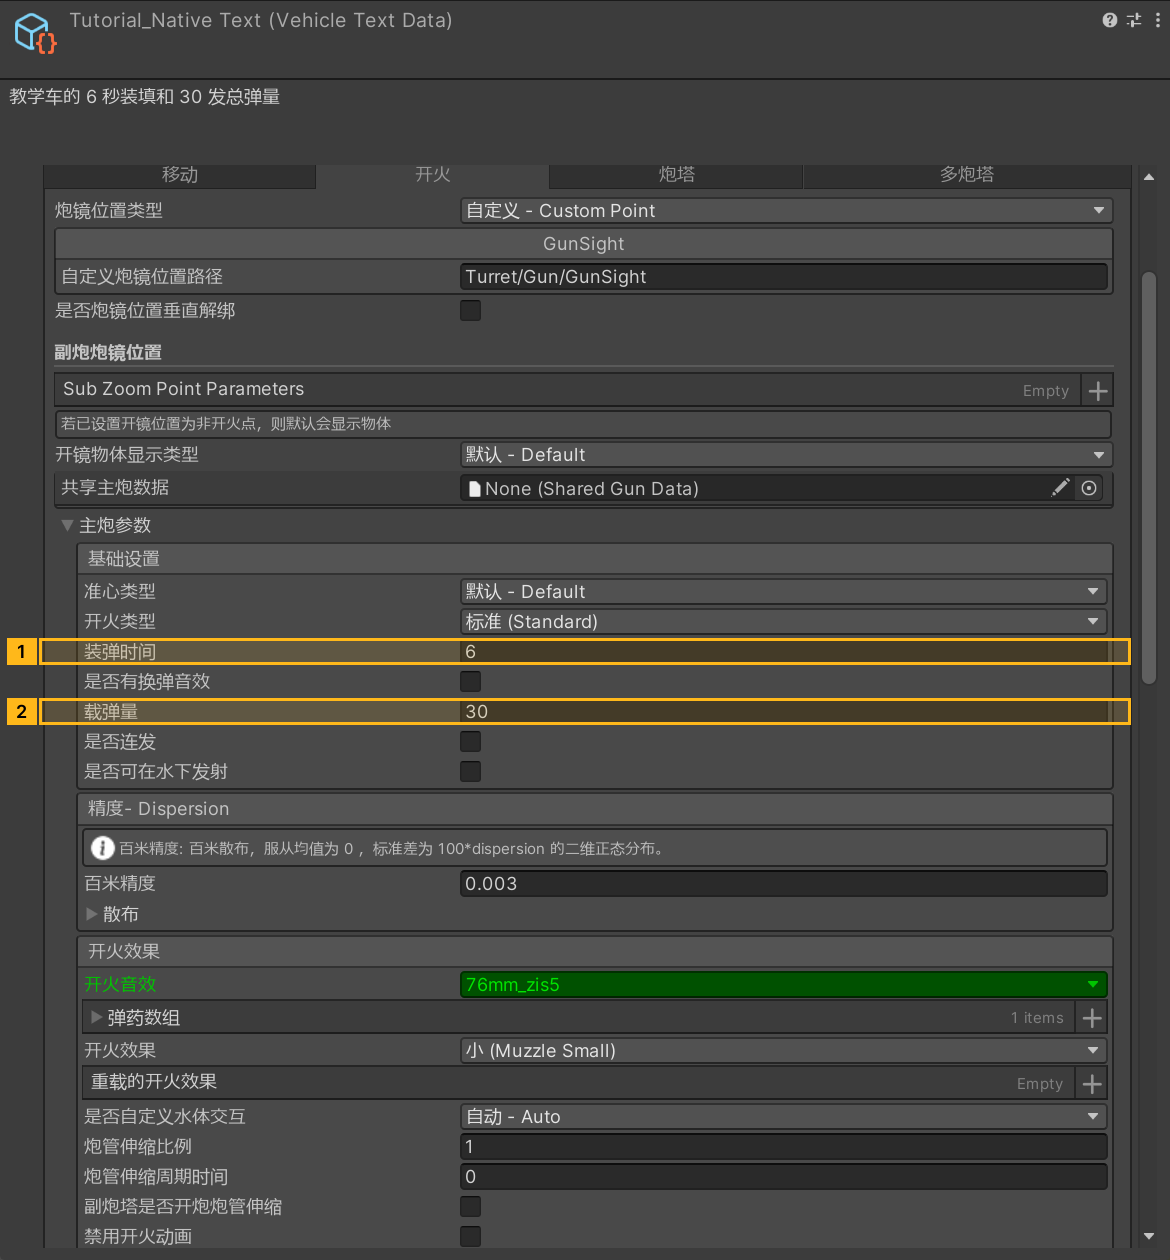 Tutorial_Native Text (Vehicle Text Data)
教学车的 6 秒装填和 30 发总弹量
移动 开火 炮塔 多炮塔
炮镜位置类型 自定义 - Custom Point
GunSight
自定义炮镜位置路径 Turret/Gun/GunSight
是否炮镜位置垂直解绑
副炮炮镜位置
Sub Zoom Point Parameters Empty
若已设置开镜位置为非开火点，则默认会显示物体
开镜物体显示类型 默认 - Default
共享主炮数据 None (Shared Gun Data)
主炮参数
基础设置
准心类型 默认 - Default
开火类型 标准 (Standard)
1 装弹时间 6
是否有换弹音效
2 载弹量 30
是否连发
是否可在水下发射
精度- Dispersion
百米精度: 百米散布，服从均值为 0 ，标准差为 100*dispersion 的二维正态分布。
百米精度 0.003
散布
开火效果
开火音效 76mm_zis5
弹药数组 1 items
开火效果 小 (Muzzle Small)
重载的开火效果 Empty
是否自定义水体交互 自动 - Auto
炮管伸缩比例 1
炮管伸缩周期时间 0
副炮塔是否开炮炮管伸缩
禁用开火动画